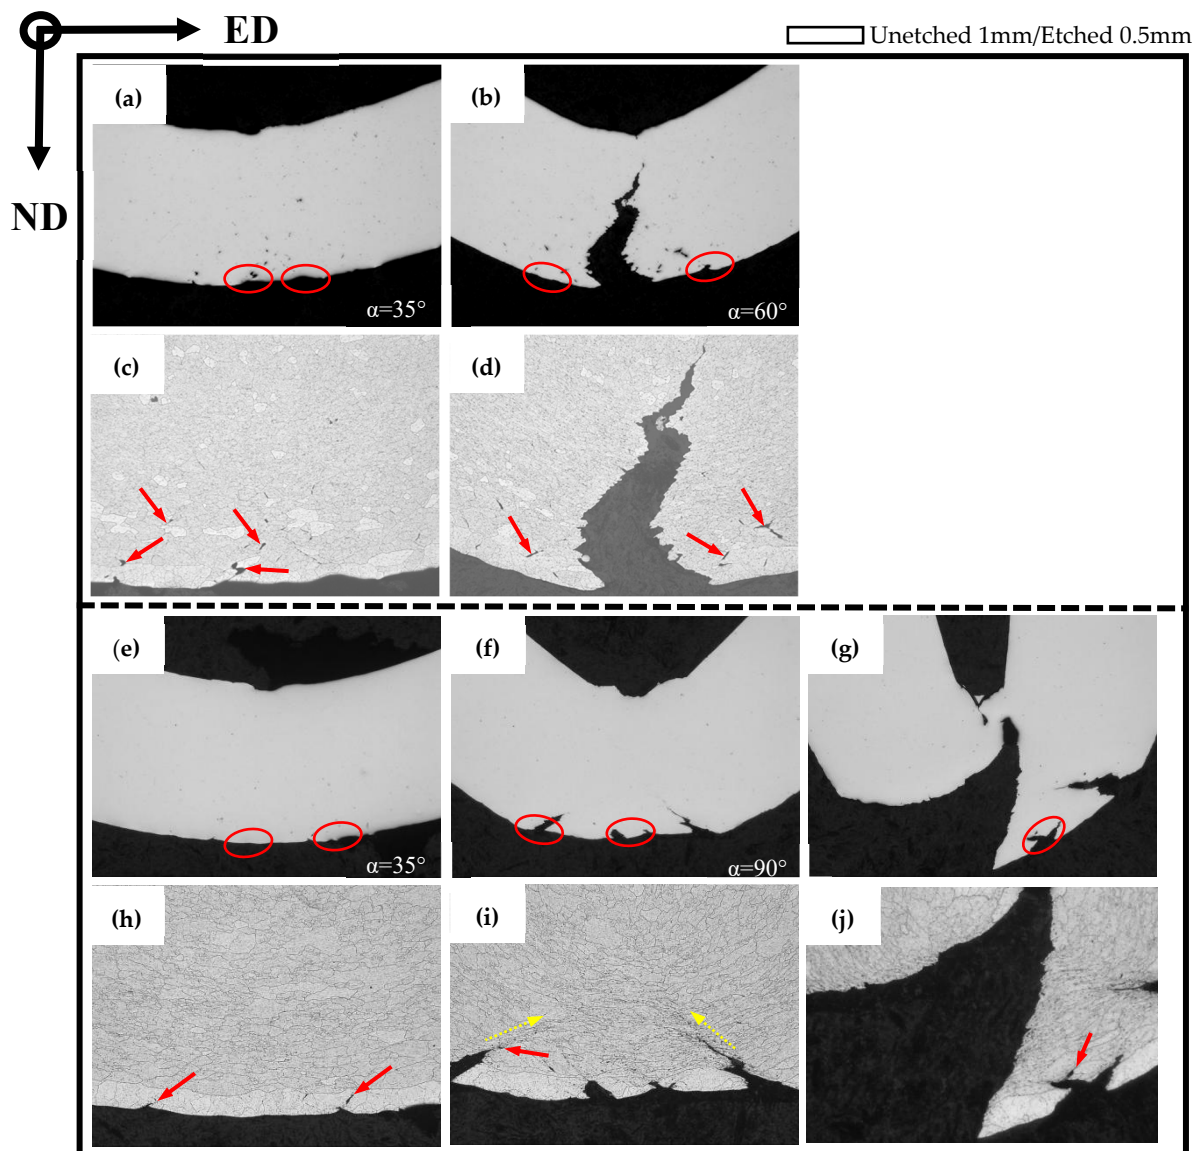 ED
Unetched 1mm/Etched 0.5mm
ND
(a)
(b)
α=35°
α=60°
(c)
(d)
(e)
(f)
(g)
α=35°
α=90°
(h)
(i)
(j)